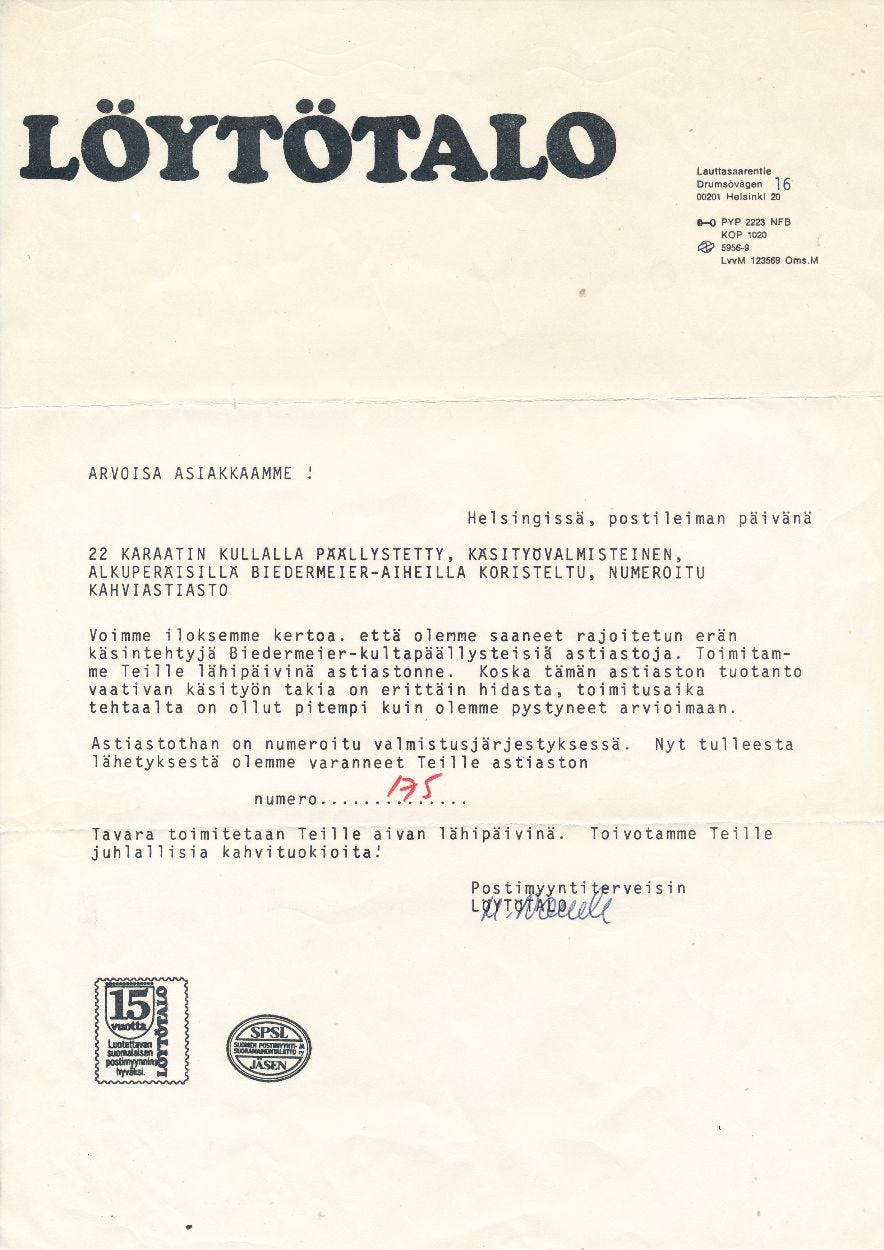 LÖYTÖTALO
Lauttasaarentie
Drumsövägen 16
00201 Helsinki 20
PYP 2223 NFB
KOP 1020
5956-9
LvvM 123569 Oms.M
ARVOISA ASIAKKAAMME !
Helsingissä, postileiman päivänä
22 KARAATIN KULLALLA PÄÄLLYSTETTY, KÄSITYÖVALMISTEINEN,
ALKUPERÄISILLÄ BIEDERMEIER-AIHEILLA KORISTELTU, NUMEROITU
KAHVIASTIASTO
Voimme iloksemme kertoa. että olemme saaneet rajoitetun erän
käsintehtyjä Biedermeier-kultapäällysteisiä astiastoja. Toimitam-
me Teille lähipäivinä astiastonne. Koska tämän astiaston tuotanto
vaativan käsityön takia on erittäin hidasta, toimitusaika
tehtaalta on ollut pitempi kuin olemme pystyneet arvioimaan.
Astiastothan on numeroitu valmistusjärjestyksessä. Nyt tulleesta
lähetyksestä olemme varanneet Teille astiaston
numero..............175
Tavara toimitetaan Teille aivan lähipäivinä. Toivotamme Teille
juhlallisia kahvituokioita!
Postimyyntiterveisin
LÖYTÖTALO
15
vuotta
Luotettavan
suomalaisen
postimyynnin
hyväksi.
LÖYTÖTALO
SPSL
SUOMEN POSTIMYYNTI- JA
SUORAMAINONTALIITTO ry
JÄSEN